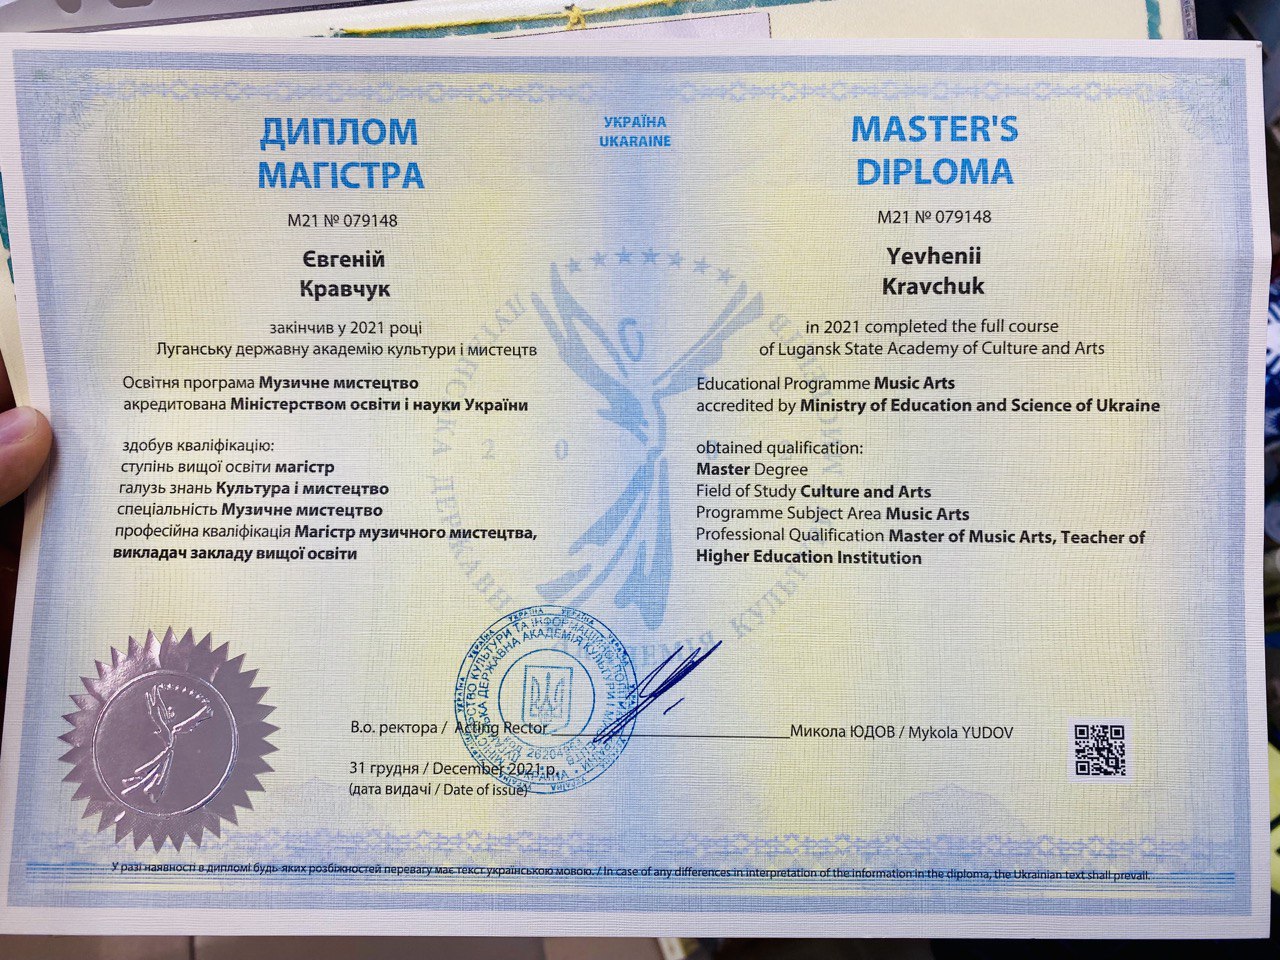 ДИПЛОМ
МАГІСТРА
М21 № 079148
Євгеній
Кравчук
закінчив у 2021 році
Луганську державну академію культури і мистецтв
Освітня програма Музичне мистецтво
акредитована Міністерством освіти і науки України
здобув кваліфікацію:
ступінь вищої освіти магістр
галузь знань Культура і мистецтво
спеціальність Музичне мистецтво
професійна кваліфікація Магістр музичного мистецтва,
викладач закладу вищої освіти
УКРАЇНА
UKARAINE
MASTER'S
DIPLOMA
M21 № 079148
Yevhenii
Kravchuk
in 2021 completed the full course
of Lugansk State Academy of Culture and Arts
Educational Programme Music Arts
accredited by Ministry of Education and Science of Ukraine
obtained qualification:
Master Degree
Field of Study Culture and Arts
Programme Subject Area Music Arts
Professional Qualification Master of Music Arts, Teacher of
Higher Education Institution
В.о. ректора / Acting Rector
Микола ЮДОВ / Mykola YUDOV
31 грудня / December 2021 р.
(дата видачі / Date of issue)
У разі наявності в дипломі будь-яких розбіжностей перевагу має текст українською мовою. / In case of any differences in interpretation of the information in the diploma, the Ukrainian text shall prevail.